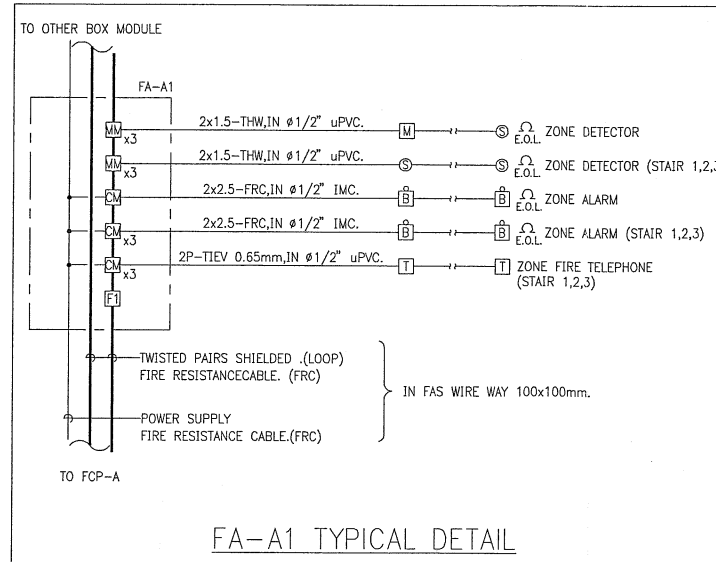 TO OTHER BOX MODULE
FA-A1
MM x3 2x1.5-THW,IN ø1/2" uPVC. M S Ω E.O.L. ZONE DETECTOR
MM x3 2x1.5-THW,IN ø1/2" uPVC. S S Ω E.O.L. ZONE DETECTOR (STAIR 1,2,3
CM 2x2.5-FRC,IN ø1/2" IMC. B B Ω E.O.L. ZONE ALARM
CM x3 2x2.5-FRC,IN ø1/2" IMC. B B Ω E.O.L. ZONE ALARM (STAIR 1,2,3)
CM x3 2P-TIEV 0.65mm,IN ø1/2" uPVC. T T ZONE FIRE TELEPHONE
(STAIR 1,2,3)
F1
TWISTED PAIRS SHIELDED .(LOOP)
FIRE RESISTANCECABLE. (FRC)
IN FAS WIRE WAY 100x100mm.
POWER SUPPLY
FIRE RESISTANCE CABLE.(FRC)
TO FCP-A
FA-A1 TYPICAL DETAIL